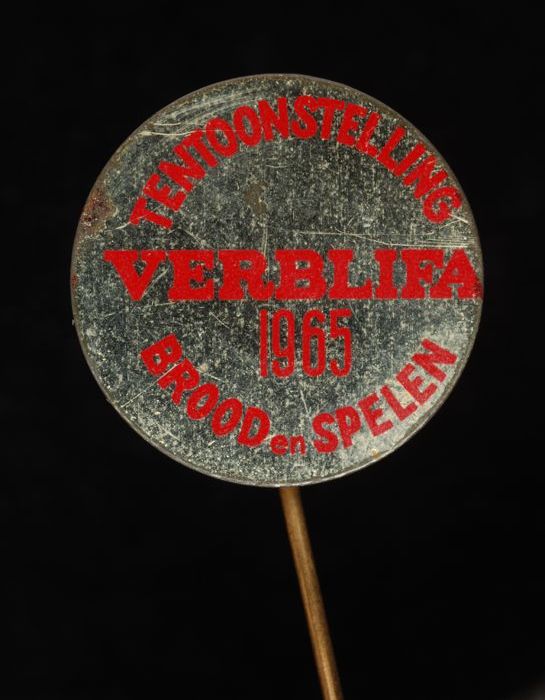 TENTOONSTELLING
VERBLIFA
1965
BROOD en SPELEN